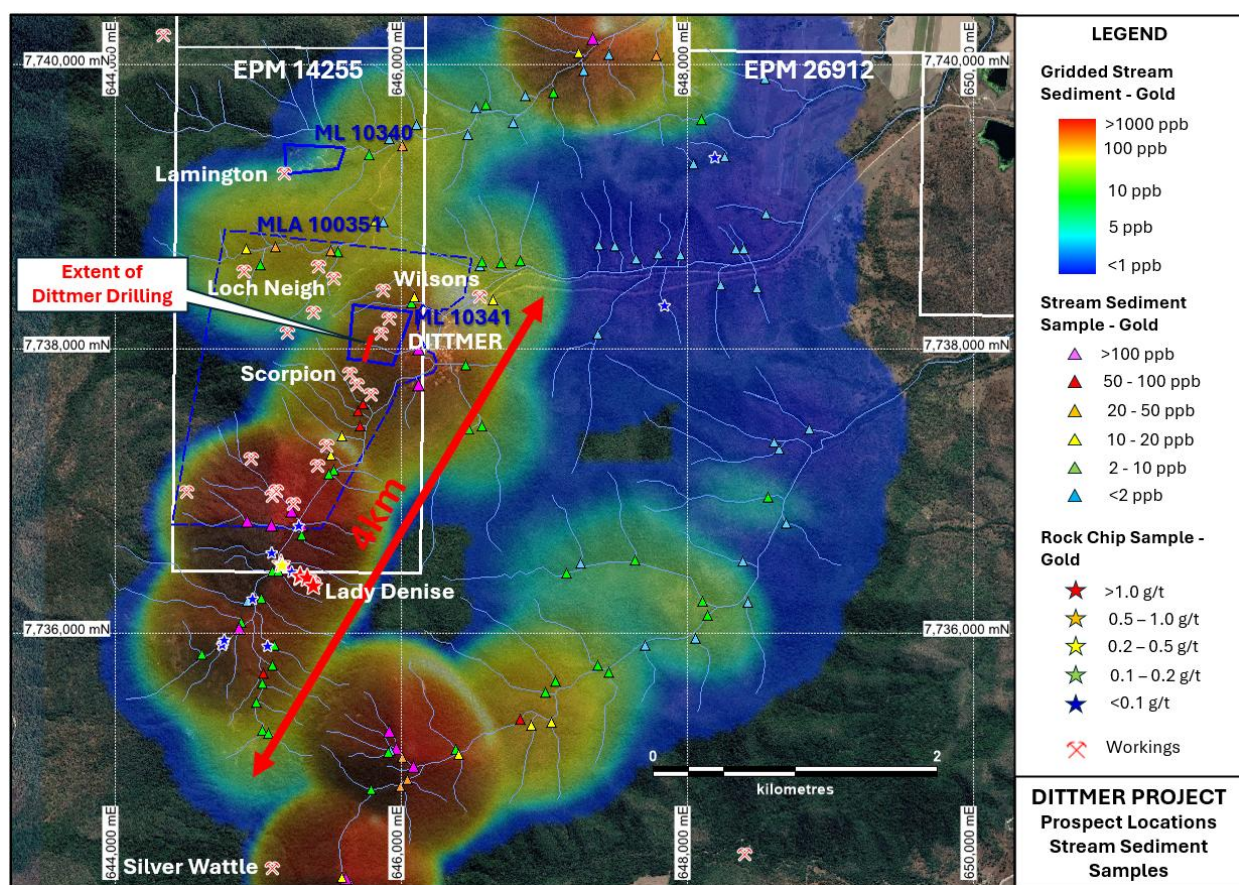 644,000 mE
646,000 mE
648,000 mE
650,
7,740,000 mN
7,740,000 mN
EPM 14255
EPM 26912
ML 10340
Lamington
MLA 100351
Extent of
Dittmer Drilling
Loch Neigh
Wilsons
ML 10341
DITTMER
7,738,000 mN
7,738,000 mN
Scorpion
4km
Lady Denise
7,736,000 mN
7,736,000 mN
0
2
kilometres
Silver Wattle
644,000 mE
646,000 mE
648,000 mE
650,000 mE
LEGEND
Gridded Stream
Sediment - Gold
>1000 ppb
100 ppb
10 ppb
5 ppb
<1 ppb
Stream Sediment
Sample - Gold
>100 ppb
50 - 100 ppb
20 - 50 ppb
10 - 20 ppb
2 - 10 ppb
<2 ppb
Rock Chip Sample -
Gold
>1.0 g/t
0.5 – 1.0 g/t
0.2 – 0.5 g/t
0.1 – 0.2 g/t
<0.1 g/t
Workings
DITTMER PROJECT
Prospect Locations
Stream Sediment
Samples